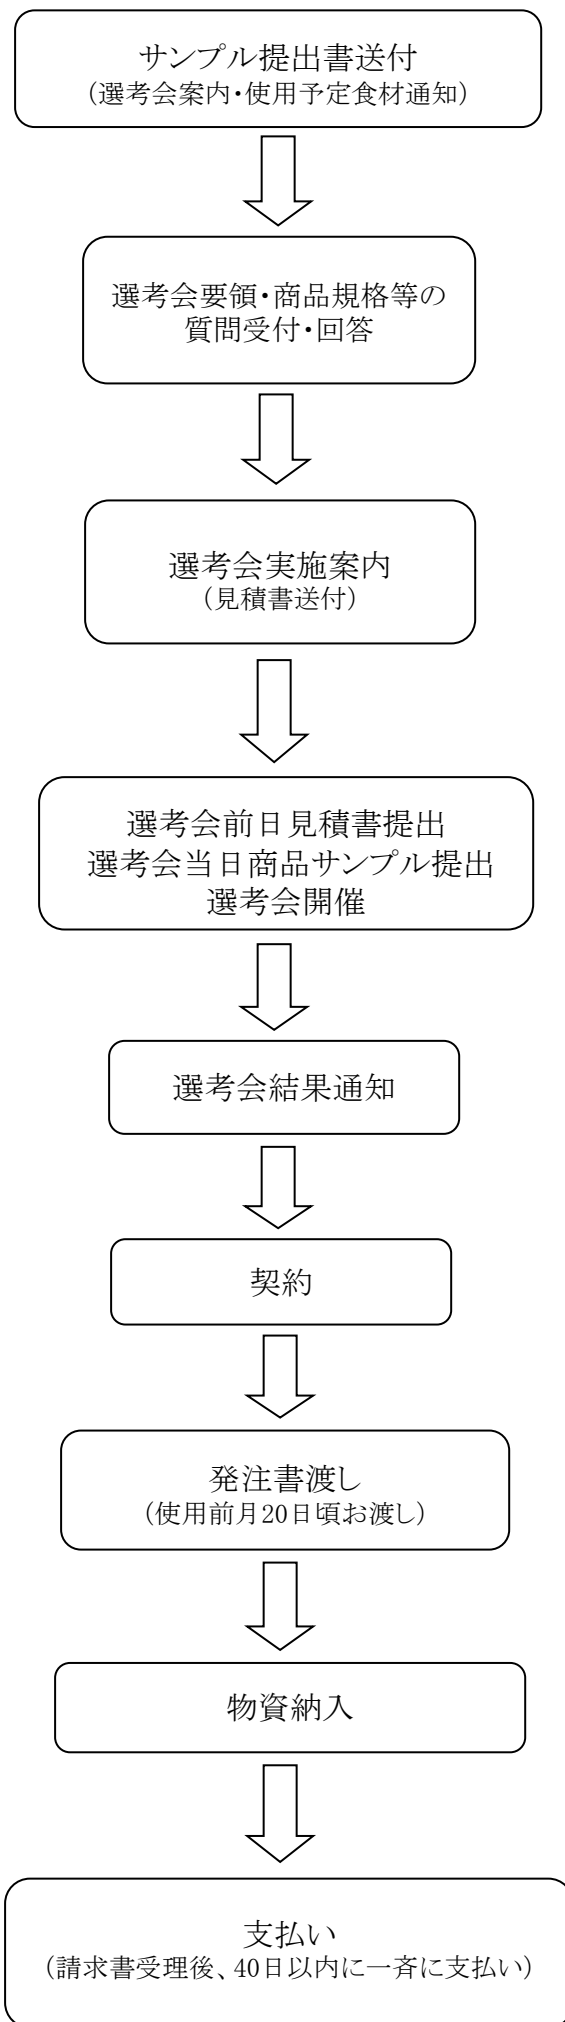 サンプル提出書送付
（選考会案内・使用予定食材通知）
選考会要領・商品規格等の
質問受付・回答
選考会実施案内
（見積書送付）
選考会前日見積書提出
選考会当日商品サンプル提出
選考会開催
選考会結果通知
契約
発注書渡し
（使用前月20日頃お渡し）
物資納入
支払い
（請求書受理後、40日以内に一斉に支払い）